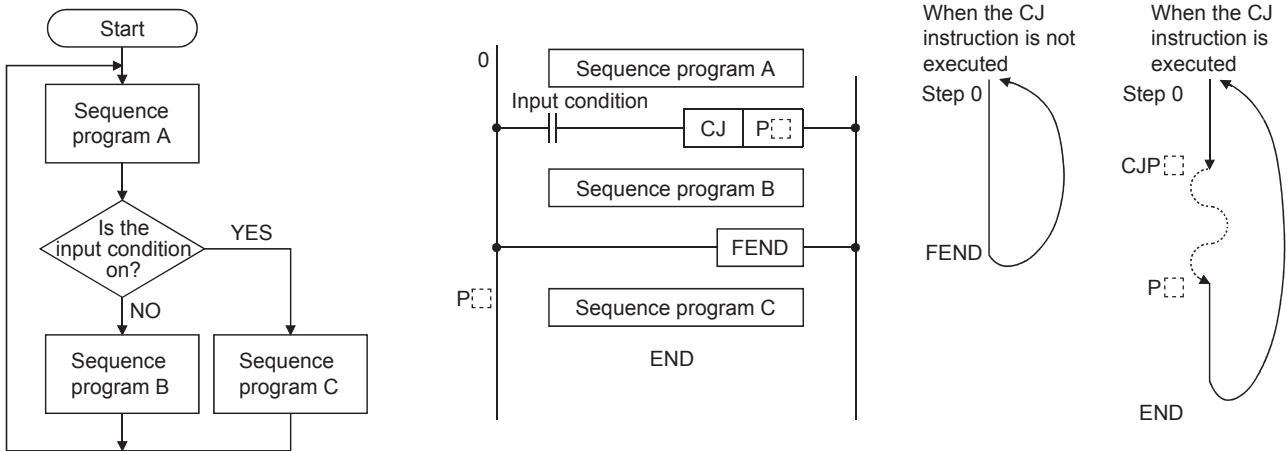 Start
Sequence
program A
Is the
input condition
on?
YES
NO
Sequence
program B
Sequence
program C
0
Sequence program A
Input condition
CJ P
Sequence program B
FEND
P
Sequence program C
END
When the CJ
instruction is not
executed
Step 0
FEND
When the CJ
instruction is
executed
Step 0
CJP
P
END